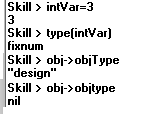 Skill > intVar=3
3
Skill > type(intVar)
fixnum
Skill > obj->objType
"design"
Skill > obj->objtype
nil